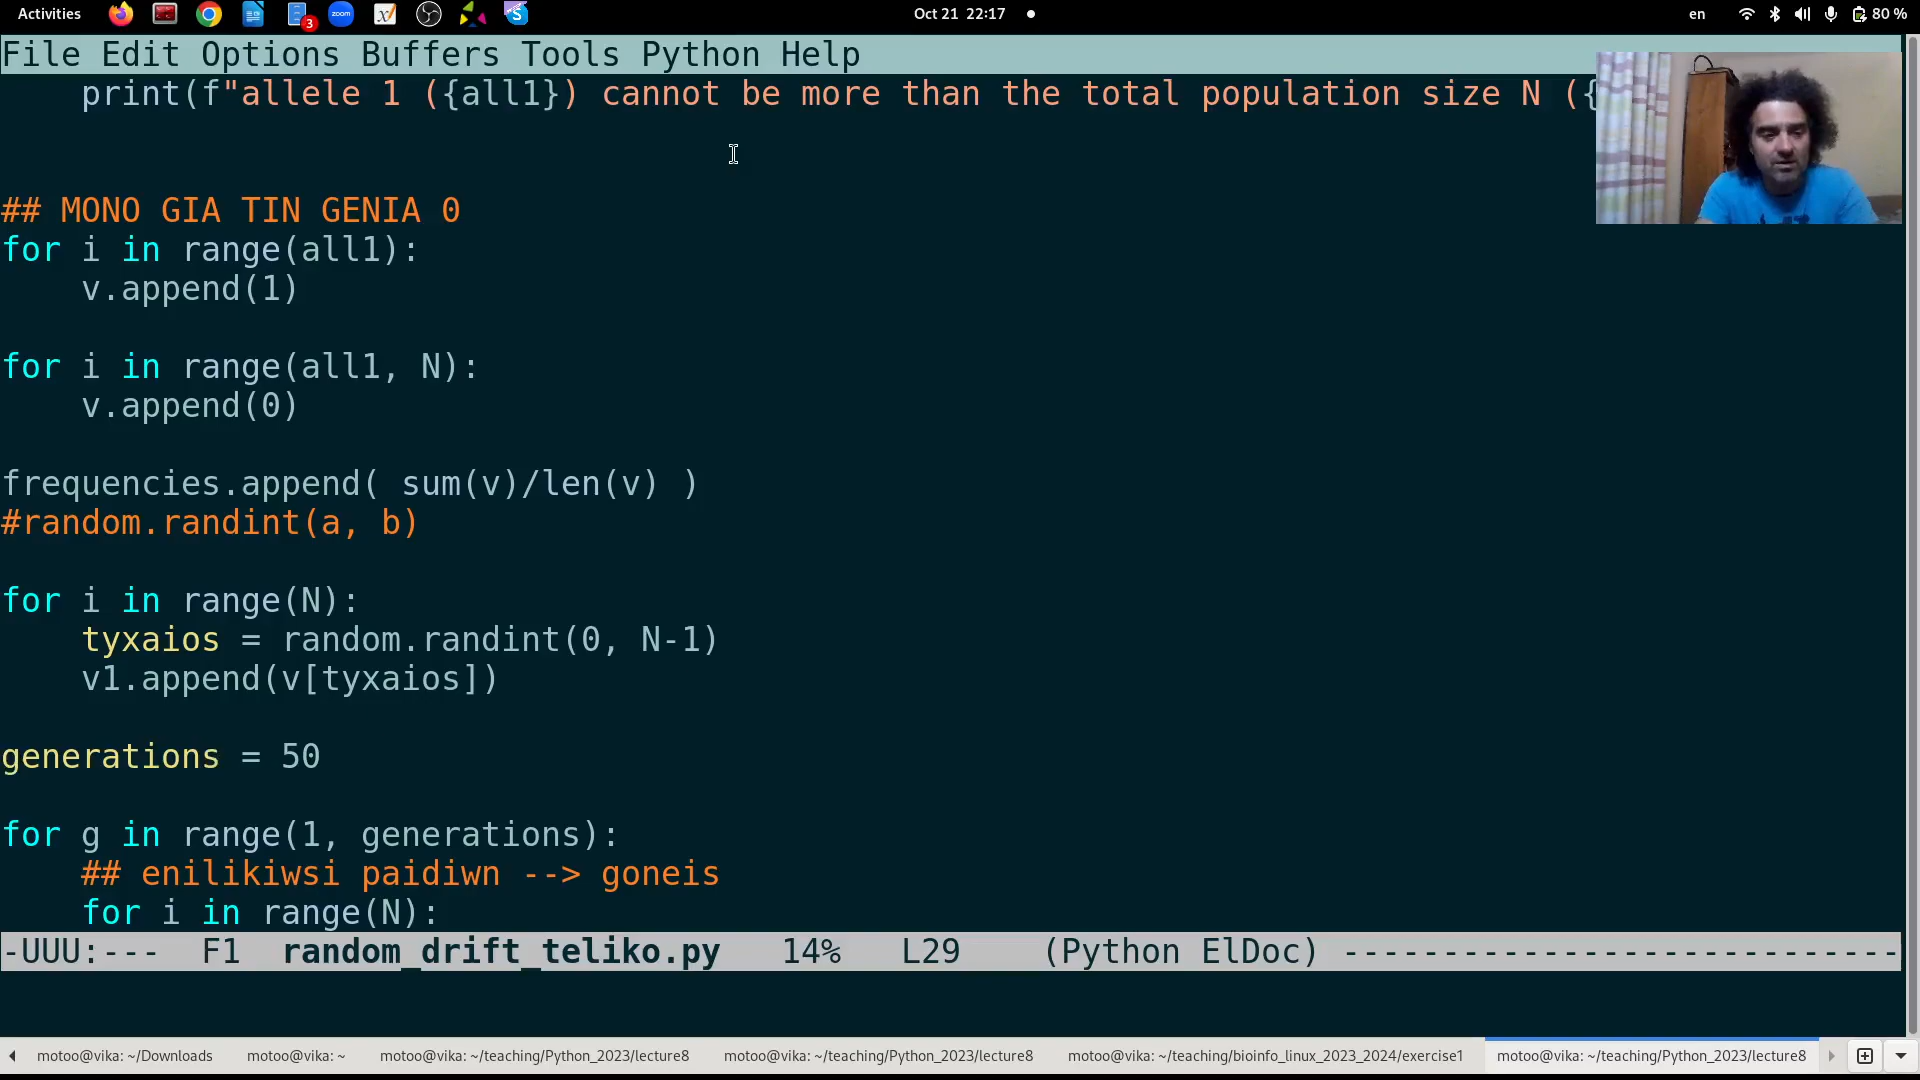 Activities
zoom
3
Oct 21 22:17
en
80 %
File Edit Options Buffers Tools Python Help
print(f"allele 1 ({all1}) cannot be more than the total population size N ({
## MONO GIA TIN GENIA 0
for i in range(all1):
v.append(1)
for i in range(all1, N):
v.append(0)
frequencies.append( sum(v)/len(v) )
#random.randint(a, b)
for i in range(N):
tyxaios = random.randint(0, N-1)
v1.append(v[tyxaios])
generations = 50
for g in range(1, generations):
## enilikiwsi paidiwn --> goneis
for i in range(N):
-UUU:--- F1 random_drift_teliko.py 14% L29 (Python ElDoc) ----------------------------
motoo@vika: ~/Downloads
motoo@vika: ~
motoo@vika: ~/teaching/Python_2023/lecture8
motoo@vika: ~/teaching/Python_2023/lecture8
motoo@vika: ~/teaching/bioinfo_linux_2023_2024/exercise1
motoo@vika: ~/teaching/Python_2023/lecture8